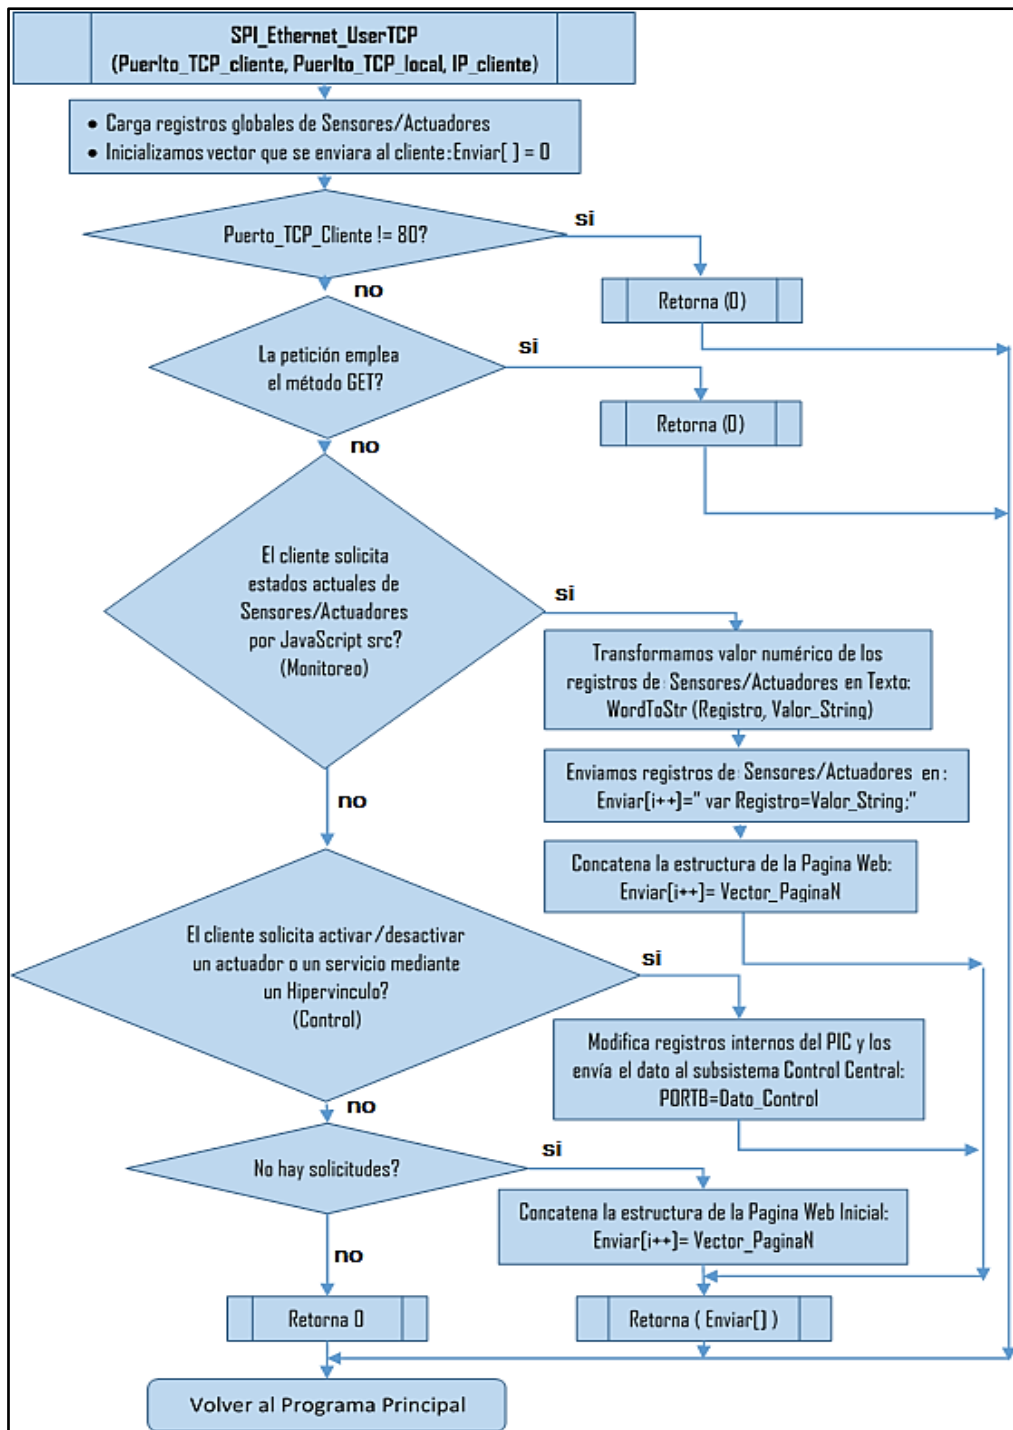 SPI_Ethernet_UserTCP
(Puerlto_TCP_cliente, Puerlto_TCP_local, IP_cliente)
• Carga registros globales de Sensores/Actuadores
• Inicializamos vector que se enviara al cliente:Enviar[ ] = 0
Puerto_TCP_Cliente != 80?
si
no
Retorna (0)
La petición emplea
el método GET?
si
no
Retorna (0)
El cliente solicita
estados actuales de
Sensores/Actuadores
por JavaScript src?
(Monitoreo)
si
Transformamos valor numérico de los
registros de Sensores/Actuadores en Texto:
WordToStr (Registro, Valor_String)
Enviamos registros de Sensores/Actuadores en :
Enviar[i++]=" var Registro=Valor_String;"
no
Concatena la estructura de la Pagina Web:
Enviar[i++]= Vector_PaginaN
El cliente solicita activar/desactivar
un actuador o un servicio mediante
un Hipervinculo?
(Control)
si
Modifica registros internos del PIC y los
envía el dato al subsistema Control Central:
PORTB=Dato_Control
no
No hay solicitudes?
si
Concatena la estructura de la Pagina Web Inicial:
Enviar[i++]= Vector_PaginaN
no
Retorna 0
Retorna ( Enviar[] )
Volver al Programa Principal